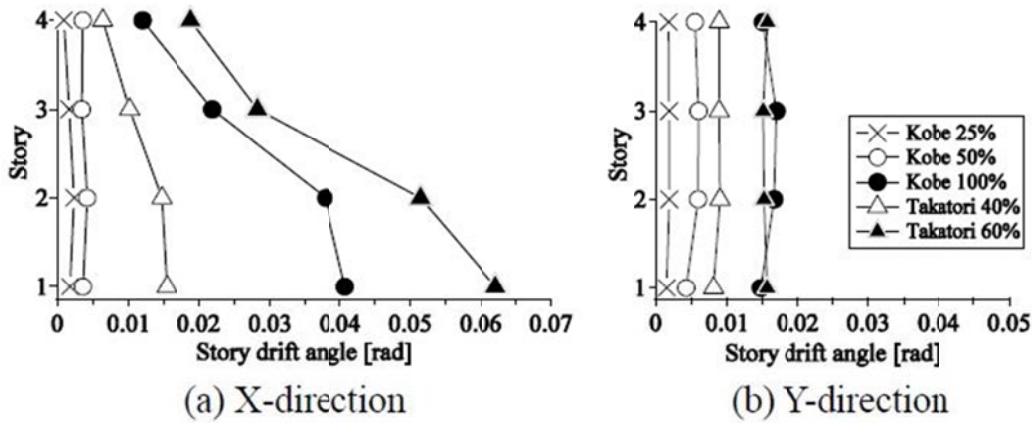 4
3
2
1
Story
0 0.01 0.02 0.03 0.04 0.05 0.06 0.07
Story drift angle [rad]
(a) X-direction
4
3
2
1
Story
0 0.01 0.02 0.03 0.04 0.05
Story drift angle [rad]
(b) Y-direction
Kobe 25%
Kobe 50%
Kobe 100%
Takatori 40%
Takatori 60%